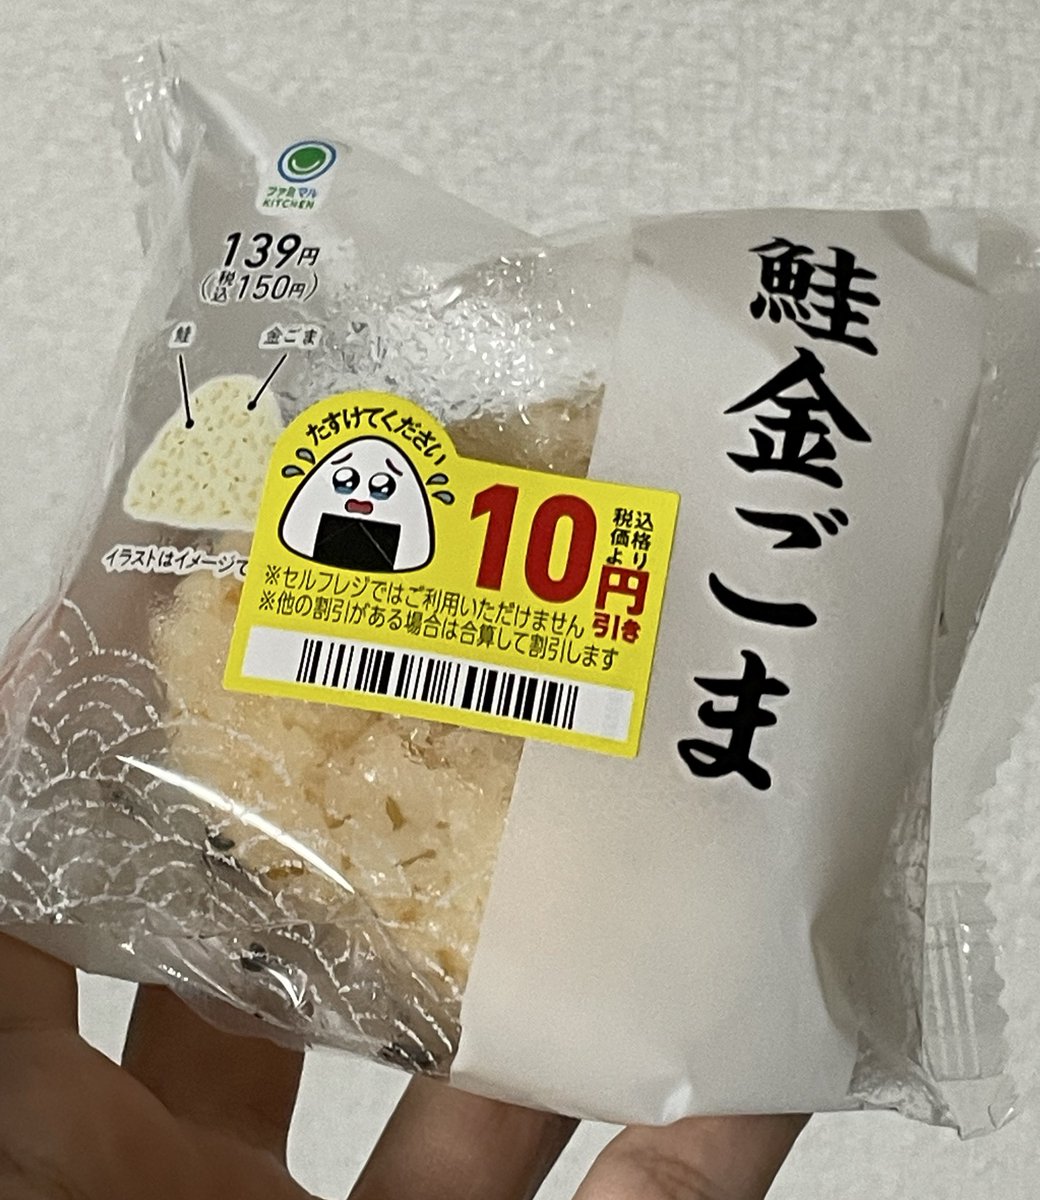 ファミマル
KITCHEN
139円
(税込150円)
鮭
金ごま
イラストはイメージで
鮭金ごま
たすけてください
税込価格より
10円引き
※セルフレジではご利用いただけません
※他の割引がある場合は合算して割引します